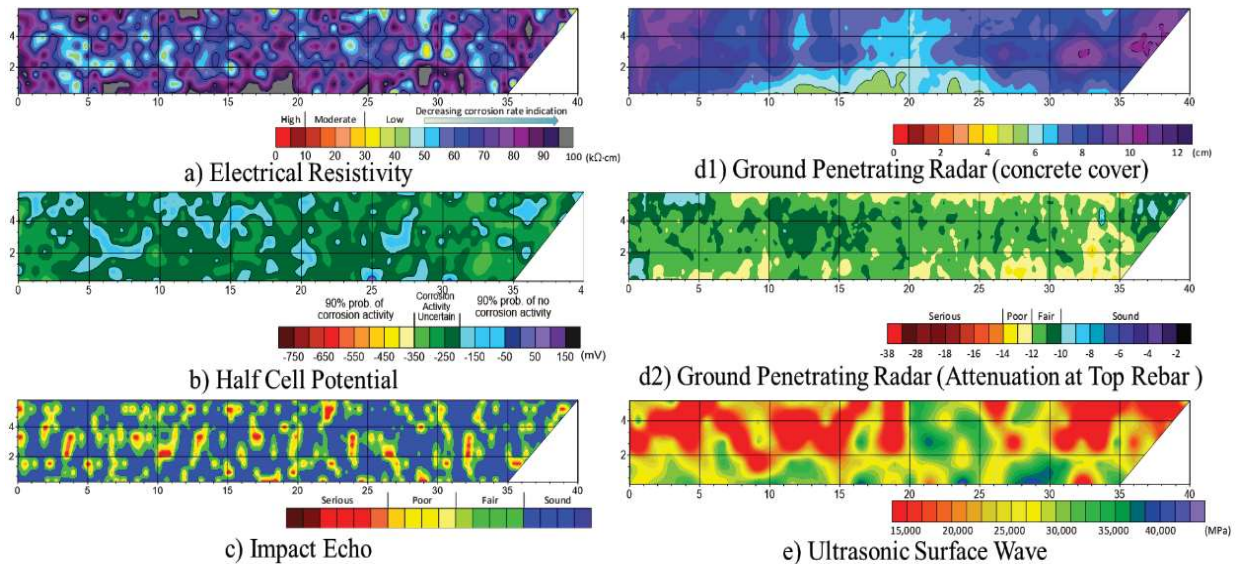 4
2
0 5 10 15 20 25 30 35 40
High Moderate Low Decreasing corrosion rate indication
0 10 20 30 40 50 60 70 80 90 100 (kΩ·cm)
a) Electrical Resistivity
4
2
0 5 10 15 20 25 30 35 40
1 2 4 6 8 10 12 (cm)
0
d1) Ground Penetrating Radar (concrete cover)
4
2
0 5 10 15 20 25 30 35 4
90% prob. of corrosion activity
Corrosion Activity Uncertain
90% prob. of no corrosion activity
-750 -650 -550 -450 -350 -250 -150 -50 50 150 (mV)
b) Half Cell Potential
4
2
0 5 10 15 20 25 30 35 40
Serious Poor Fair Sound
-38 -28 -18 -16 -14 -12 -10 -8 -6 -4 -2
d2) Ground Penetrating Radar (Attenuation at Top Rebar )
4
2
0 5 10 15 20 25 30 35 40
Serious Poor Fair Sound
c) Impact Echo
4
2
0 5 10 15 20 25 30 35 40
15,000 20,000 25,000 30,000 35,000 40,000 (MPa)
e) Ultrasonic Surface Wave